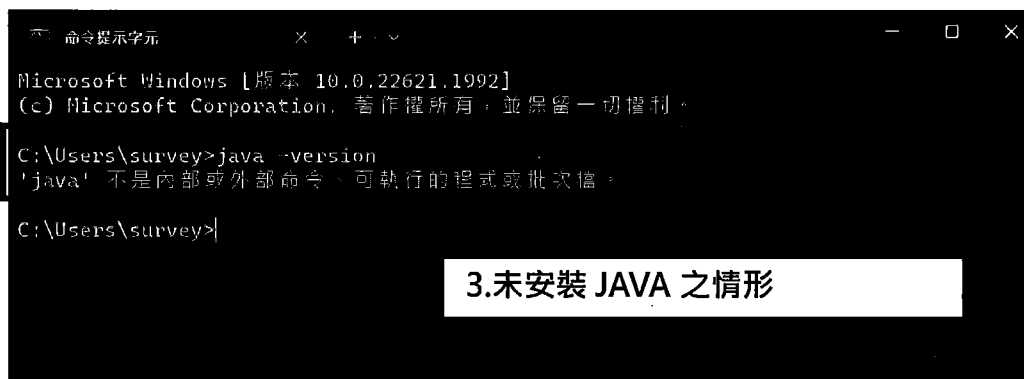 命令提示字元
Microsoft Windows [版本 10.0.22621.1992]
(c) Microsoft Corporation. 著作權所有，並保留一切權利。
C:\Users\survey>java -version
'java' 不是內部或外部命令、可執行的程式或批次檔。
C:\Users\survey>
3.未安裝 JAVA 之情形